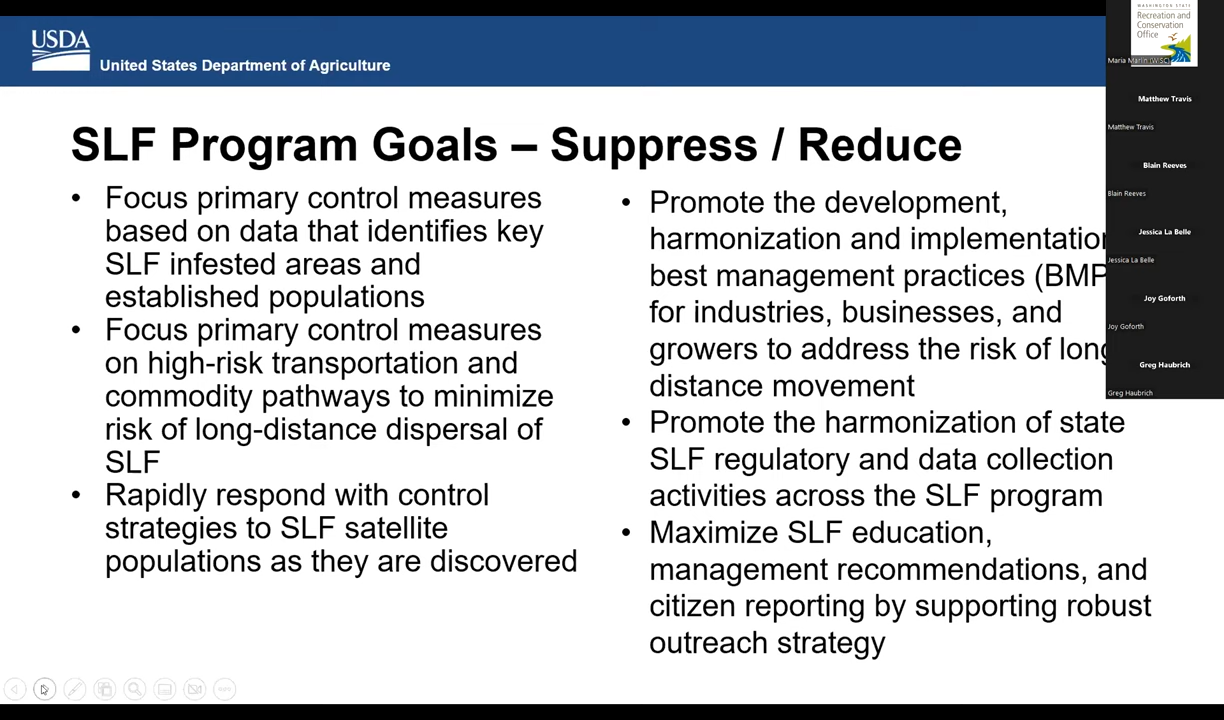 USDA
United States Department of Agriculture
SLF Program Goals – Suppress / Reduce
• Focus primary control measures
based on data that identifies key
SLF infested areas and
established populations
• Focus primary control measures
on high-risk transportation and
commodity pathways to minimize
risk of long-distance dispersal of
SLF
• Rapidly respond with control
strategies to SLF satellite
populations as they are discovered
• Promote the development,
harmonization and implementation
best management practices (BMP
for industries, businesses, and
growers to address the risk of long
distance movement
• Promote the harmonization of state
SLF regulatory and data collection
activities across the SLF program
• Maximize SLF education,
management recommendations, and
citizen reporting by supporting robust
outreach strategy
WASHINGTON STATE
Recreation and
Conservation
Office
Maria Marlin (WISC)
Matthew Travis
Matthew Travis
Blain Reeves
Blain Reeves
Jessica La Belle
Jessica La Belle
Joy Goforth
Joy Goforth
Greg Haubrich
Greg Haubrich